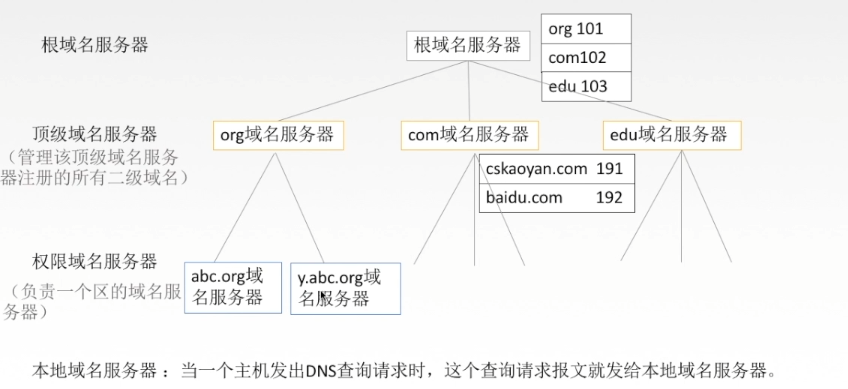 根域名服务器
根域名服务器
org 101
com102
edu 103
顶级域名服务器
（管理该顶级域名服务
器注册的所有二级域名）
org域名服务器
com域名服务器
edu域名服务器
cskaoyan.com 191
baidu.com 192
权限域名服务器
（负责一个区的域名服
务器）
abc.org域
名服务器
y.abc.org域
名服务器
本地域名服务器：当一个主机发出DNS查询请求时，这个查询请求报文就发给本地域名服务器。